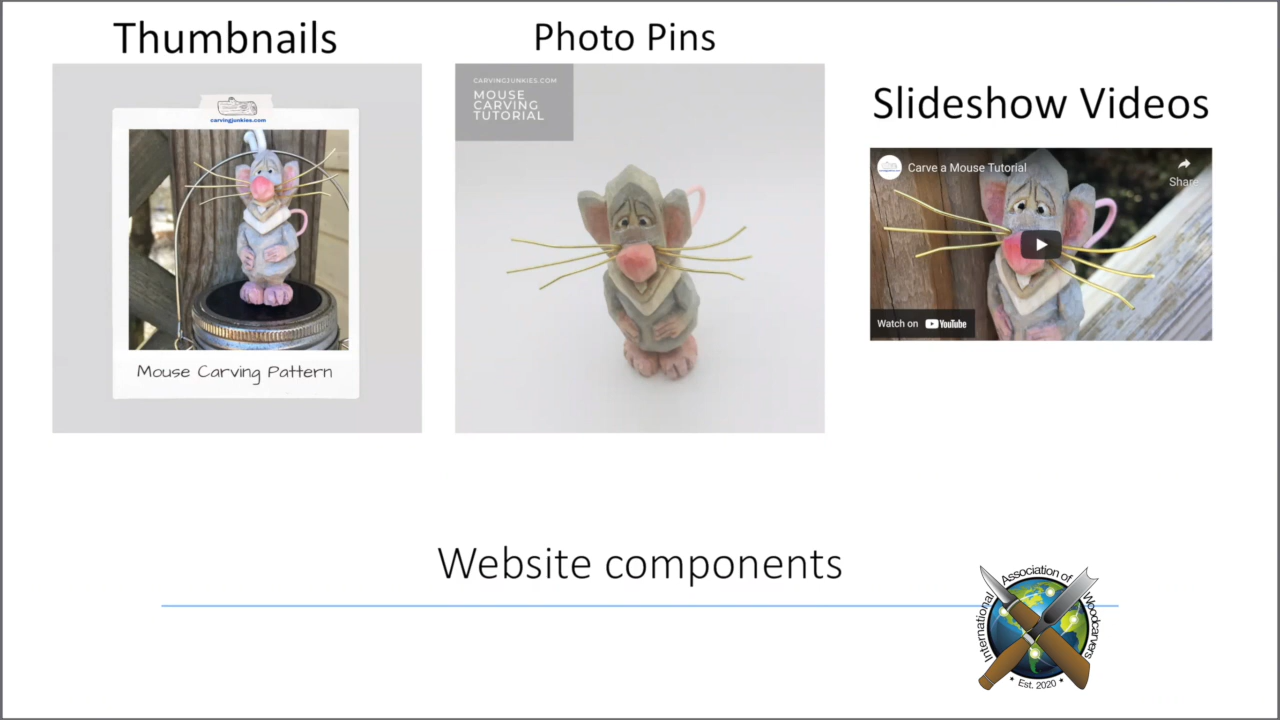 Thumbnails
Photo Pins
Slideshow Videos
carvingjunkies.com
Mouse Carving Pattern
CARVINGJUNKIES.COM
MOUSE
CARVING
TUTORIAL
Carve a Mouse Tutorial
Share
Watch on YouTube
Website components
International Association of Woodcarvers
* Est. 2020 *